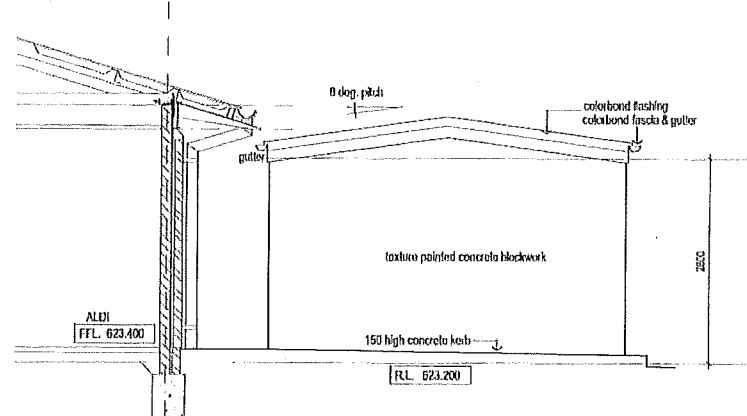 8 deg. pitch
colorbond flashing
colorbond fascia & gutter
gutter
texture painted concrete blockwork
2800
ALDI
FFL. 623.400
150 high concrete kerb
RL. 623.200